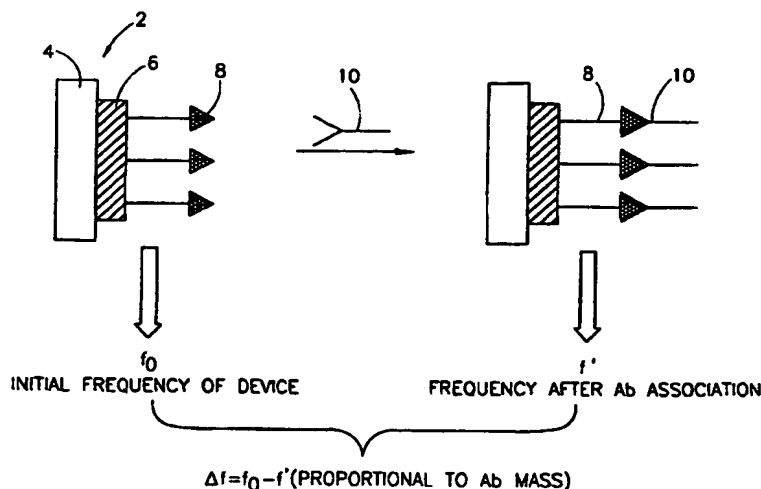 2
4
6
8
10
8
10
f0
INITIAL FREQUENCY OF DEVICE
f'
FREQUENCY AFTER Ab ASSOCIATION
Δf=f0-f'(PROPORTIONAL TO Ab MASS)